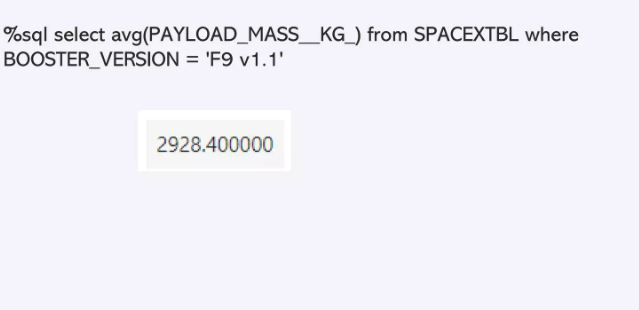 %sql select avg(PAYLOAD_MASS__KG_) from SPACEXTBL where
BOOSTER_VERSION = 'F9 v1.1'
2928.400000